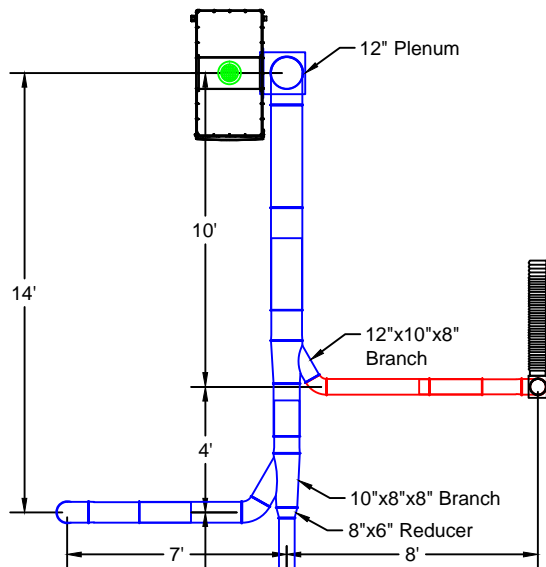 12" Plenum
10'
14'
12"x10"x8"
Branch
4'
10"x8"x8" Branch
8"x6" Reducer
7'
8'